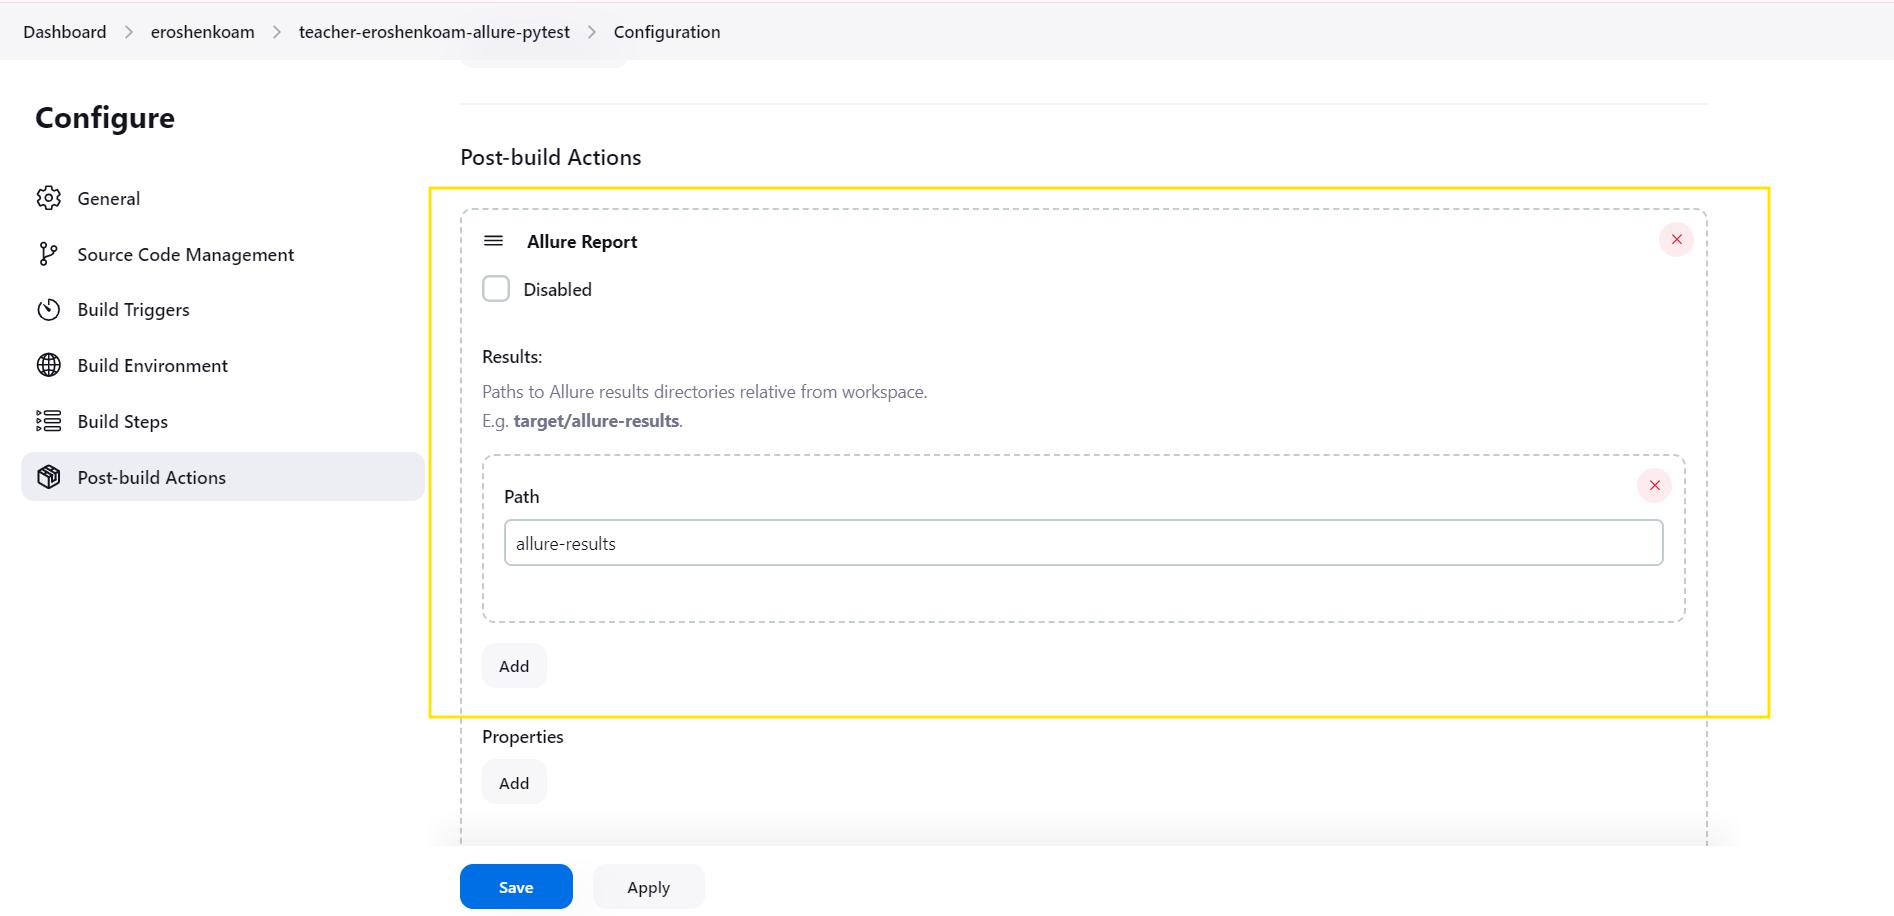 Dashboard > eroshenkoam > teacher-eroshenkoam-allure-pytest > Configuration
Configure
General
Source Code Management
Build Triggers
Build Environment
Build Steps
Post-build Actions
Post-build Actions
Allure Report
Disabled
Results:
Paths to Allure results directories relative from workspace.
E.g. target/allure-results.
Path
allure-results
Add
Properties
Add
Save Apply